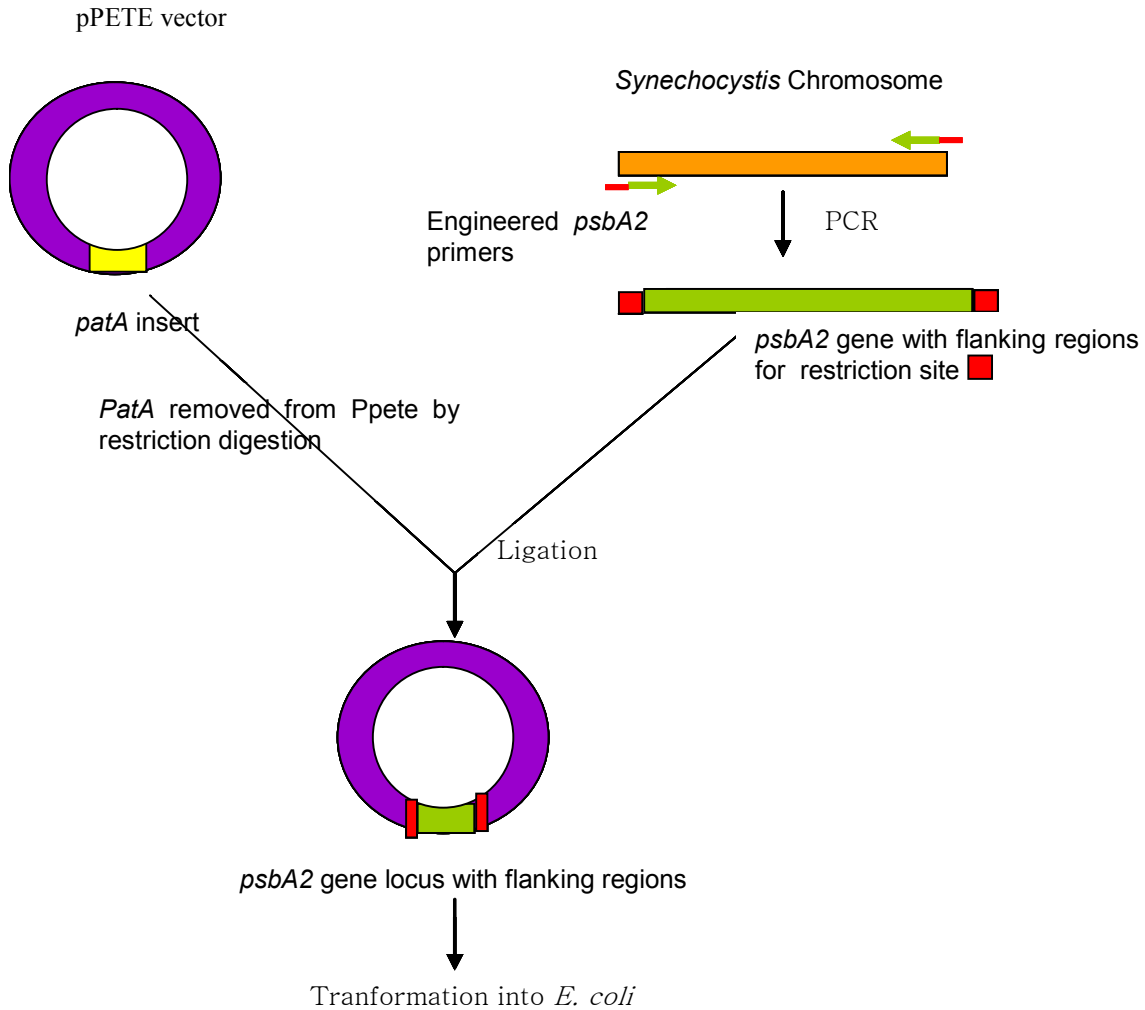 pPETE vector
Synechocystis Chromosome
Engineered psbA2
primers
PCR
patA insert
psbA2 gene with flanking regions
for restriction site
PatA removed from Ppete by
restriction digestion
Ligation
psbA2 gene locus with flanking regions
Tranformation into E. coli